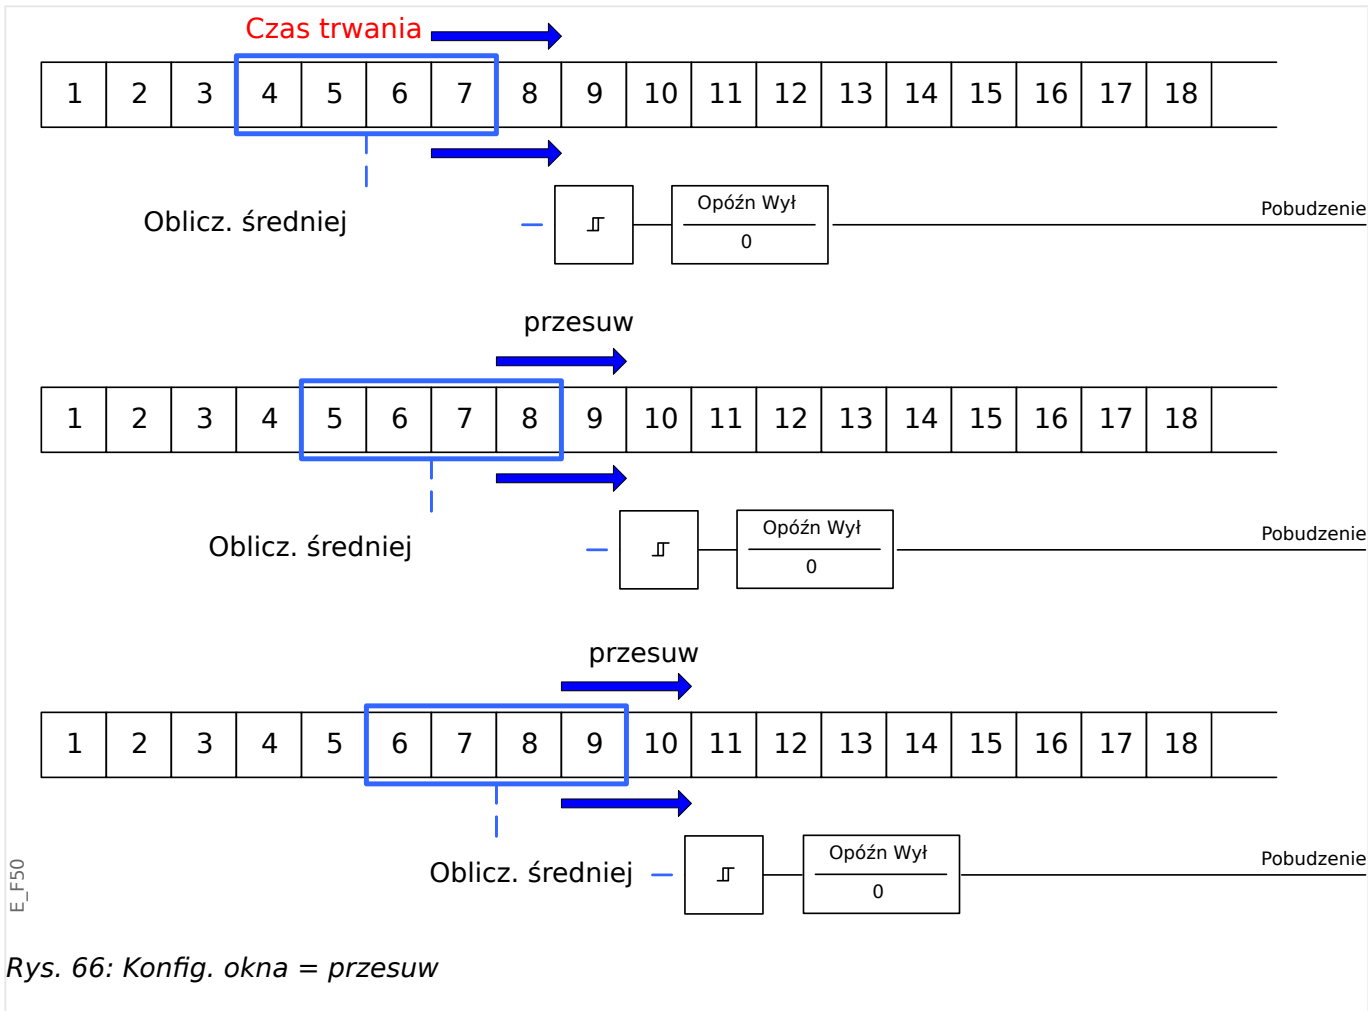 Czas trwania
1 2 3 4 5 6 7 8 9 10 11 12 13 14 15 16 17 18
Oblicz. średniej
Opóźn Wył
0
Pobudzenie
przesuw
1 2 3 4 5 6 7 8 9 10 11 12 13 14 15 16 17 18
Oblicz. średniej
Opóźn Wył
0
Pobudzenie
przesuw
1 2 3 4 5 6 7 8 9 10 11 12 13 14 15 16 17 18
Oblicz. średniej
Opóźn Wył
0
Pobudzenie
E_F50
Rys. 66: Konfig. okna = przesuw